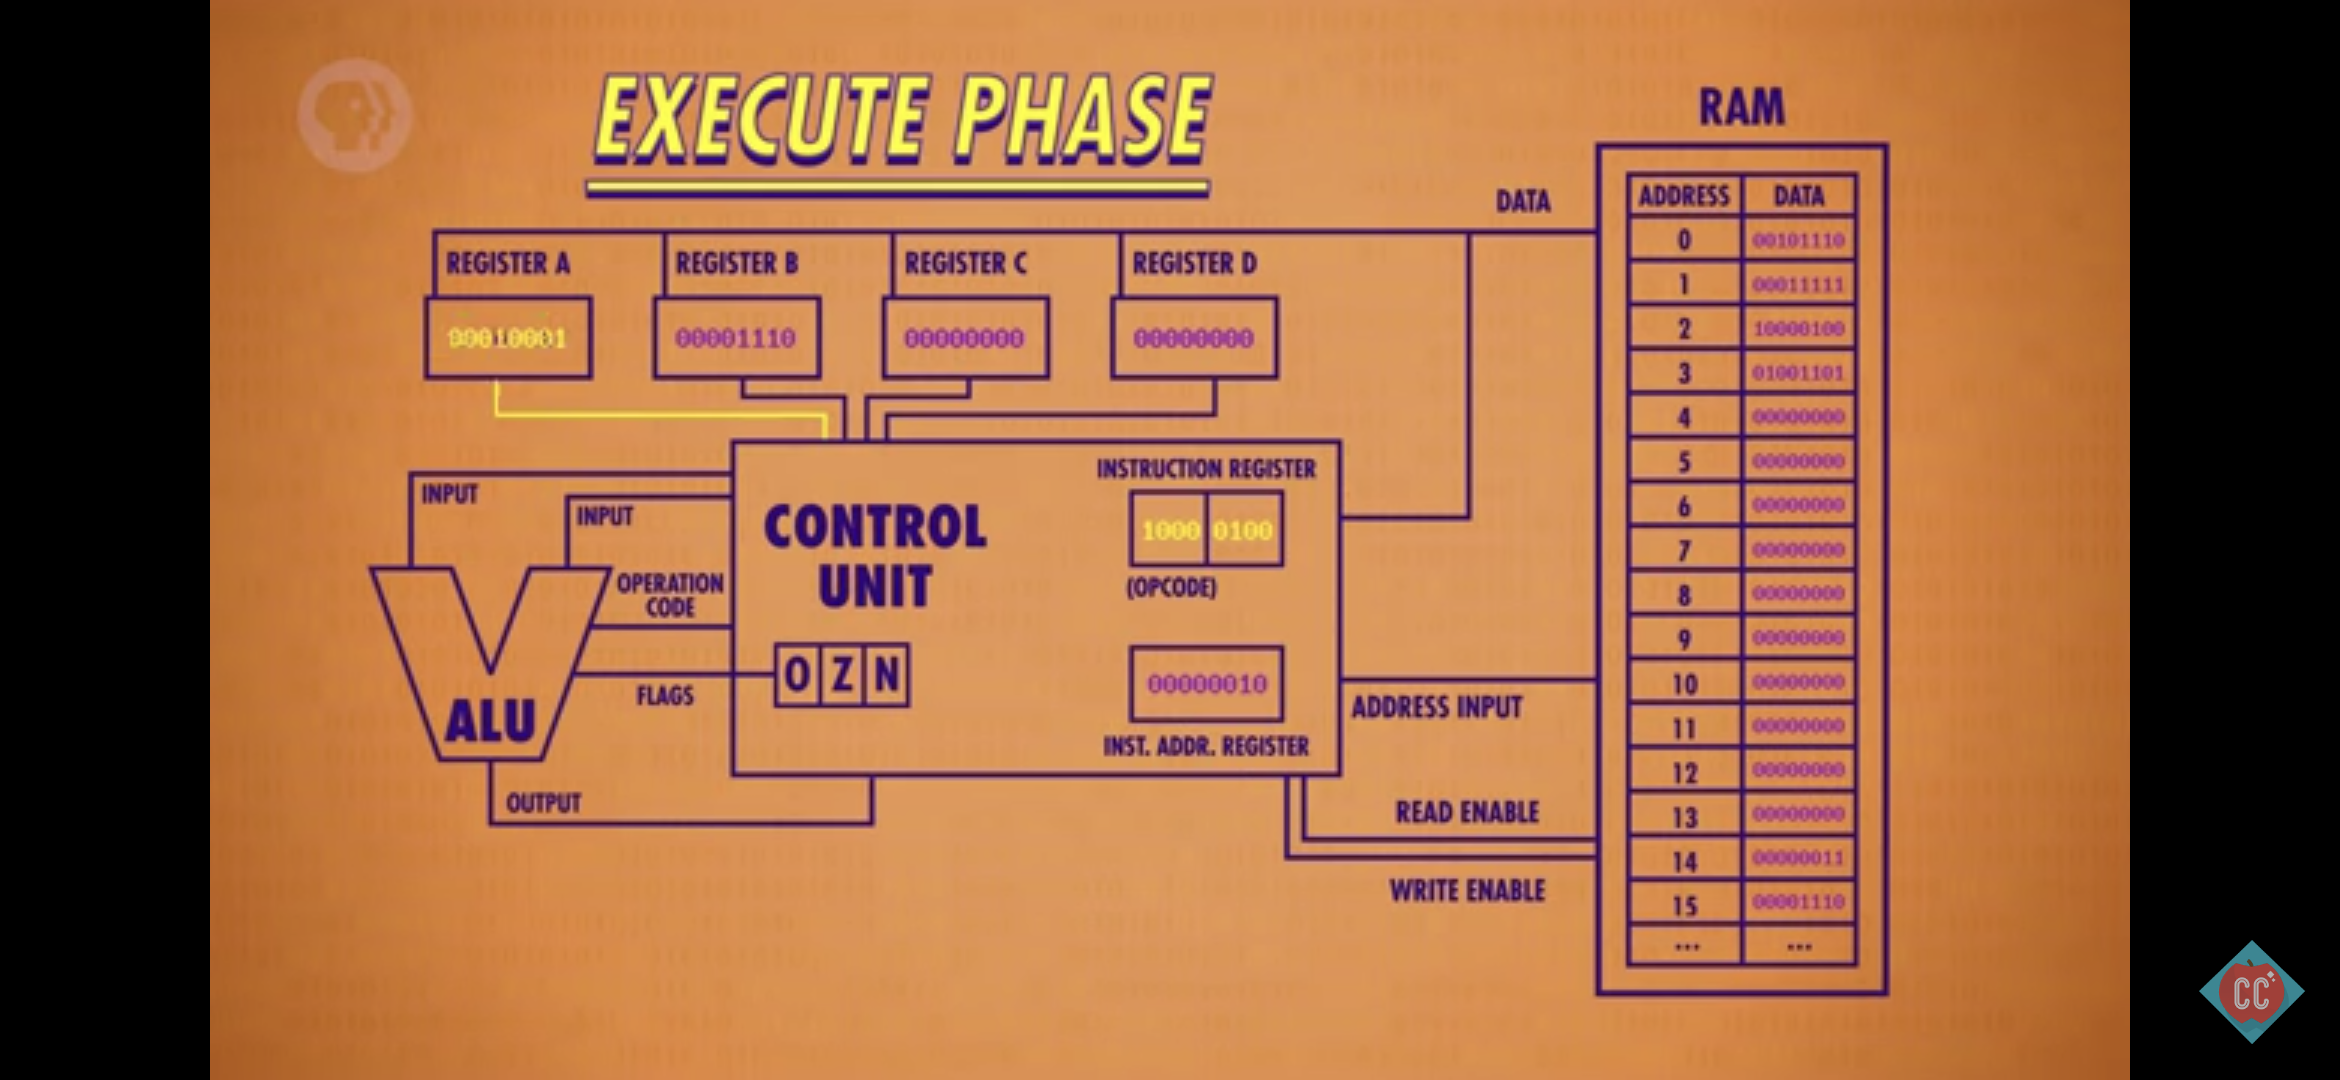 EXECUTE PHASE
RAM
DATA
ADDRESS DATA
0 00101110
1 00011111
2 10000100
3 01001101
4 00000000
5 00000000
6 00000000
7 00000000
8 00000000
9 00000000
10 00000000
11 00000000
12 00000000
13 00000000
14 00000011
15 00001110
... ...
REGISTER A REGISTER B REGISTER C REGISTER D
00010001 00001110 00000000 00000000
INPUT
INPUT
OPERATION
CODE
FLAGS
ALU
OUTPUT
CONTROL
UNIT
O Z N
INSTRUCTION REGISTER
1000 0100
(OPCODE)
00000010
INST. ADDR. REGISTER
ADDRESS INPUT
READ ENABLE
WRITE ENABLE
CC